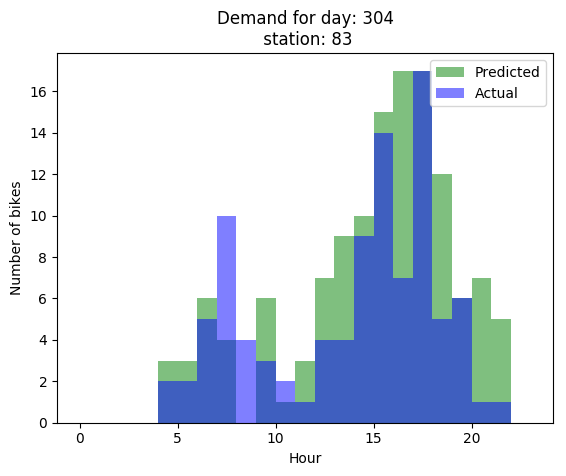 Demand for day: 304
station: 83
Predicted
Actual
Number of bikes
16
14
12
10
8
6
4
2
0
0 5 10 15 20
Hour